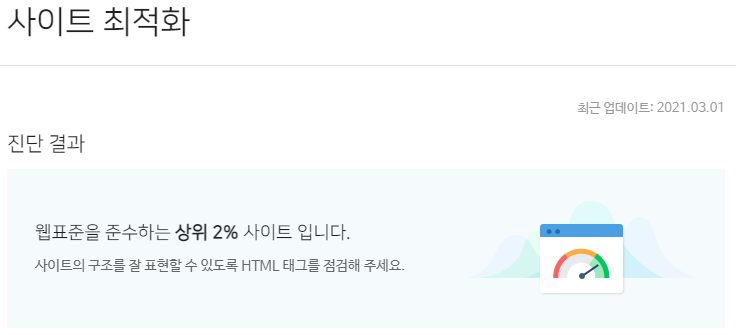 사이트 최적화
최근 업데이트: 2021.03.01
진단 결과
웹표준을 준수하는 상위 2% 사이트 입니다.
사이트의 구조를 잘 표현할 수 있도록 HTML 태그를 점검해 주세요.